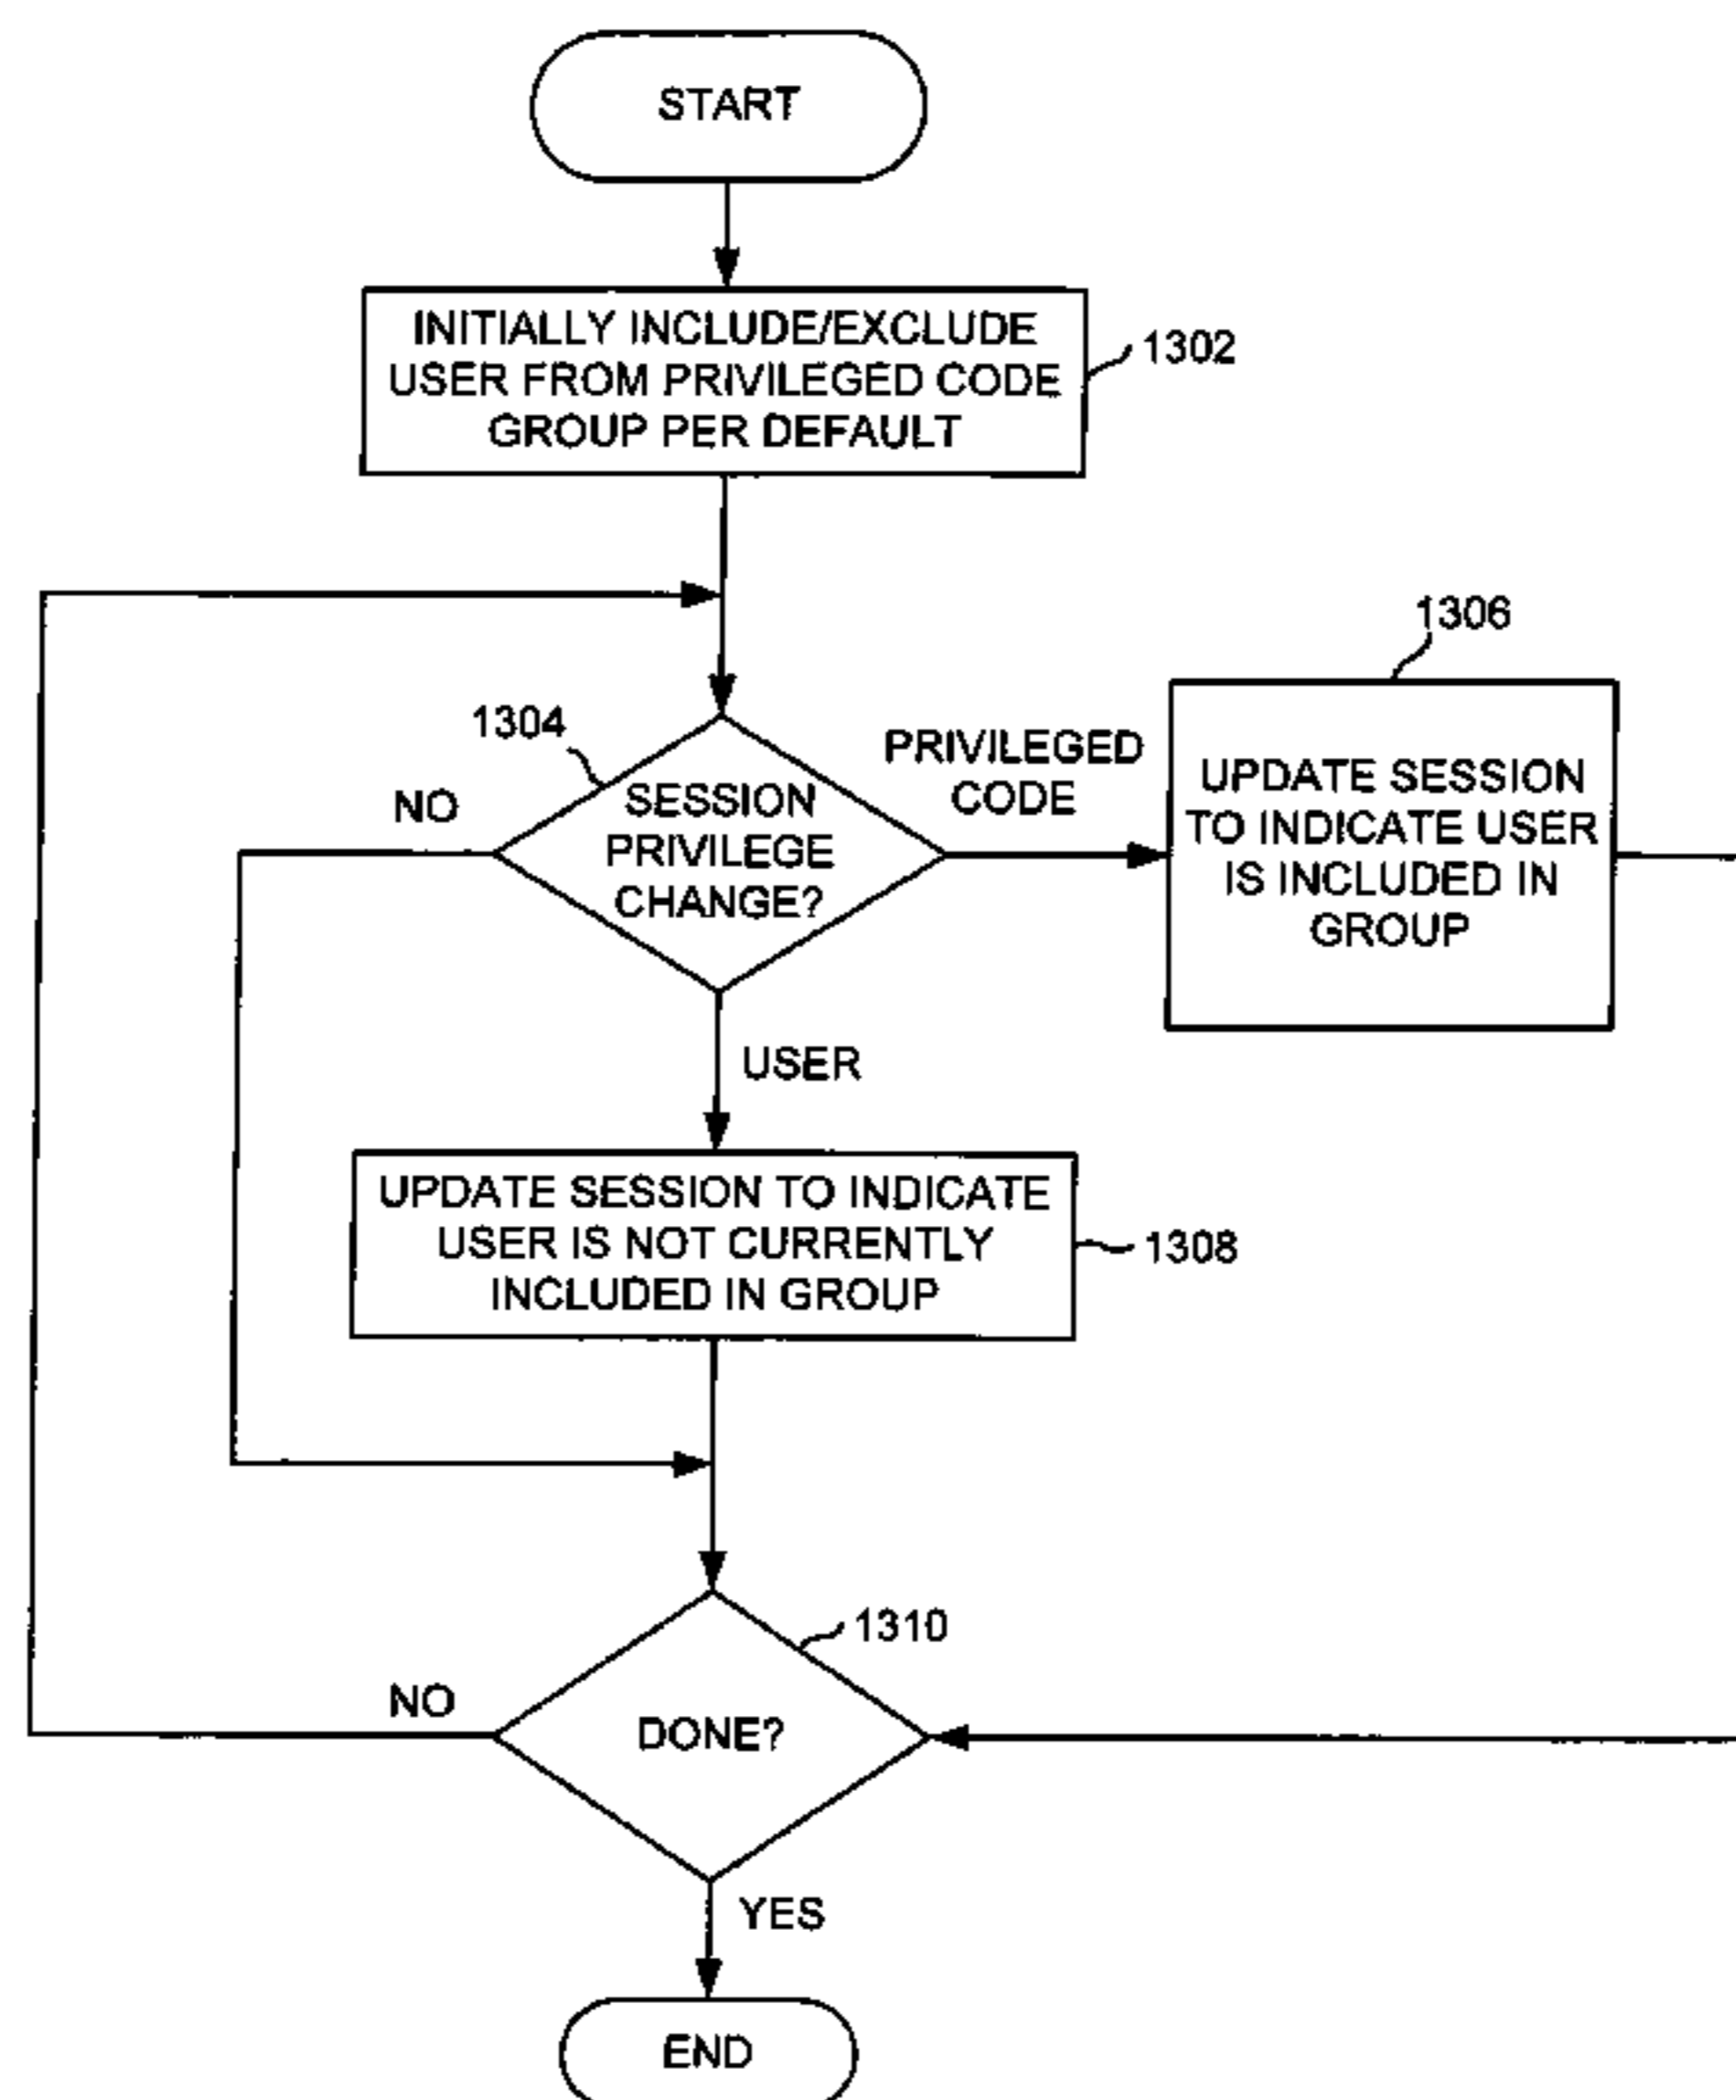 START
INITIALLY INCLUDE/EXCLUDE
USER FROM PRIVILEGED CODE
GROUP PER DEFAULT
1302
1306
1304
NO
SESSION
PRIVILEGE
CHANGE?
PRIVILEGED
CODE
UPDATE SESSION
TO INDICATE USER
IS INCLUDED IN
GROUP
USER
UPDATE SESSION TO INDICATE
USER IS NOT CURRENTLY
INCLUDED IN GROUP
1308
1310
NO
DONE?
YES
END